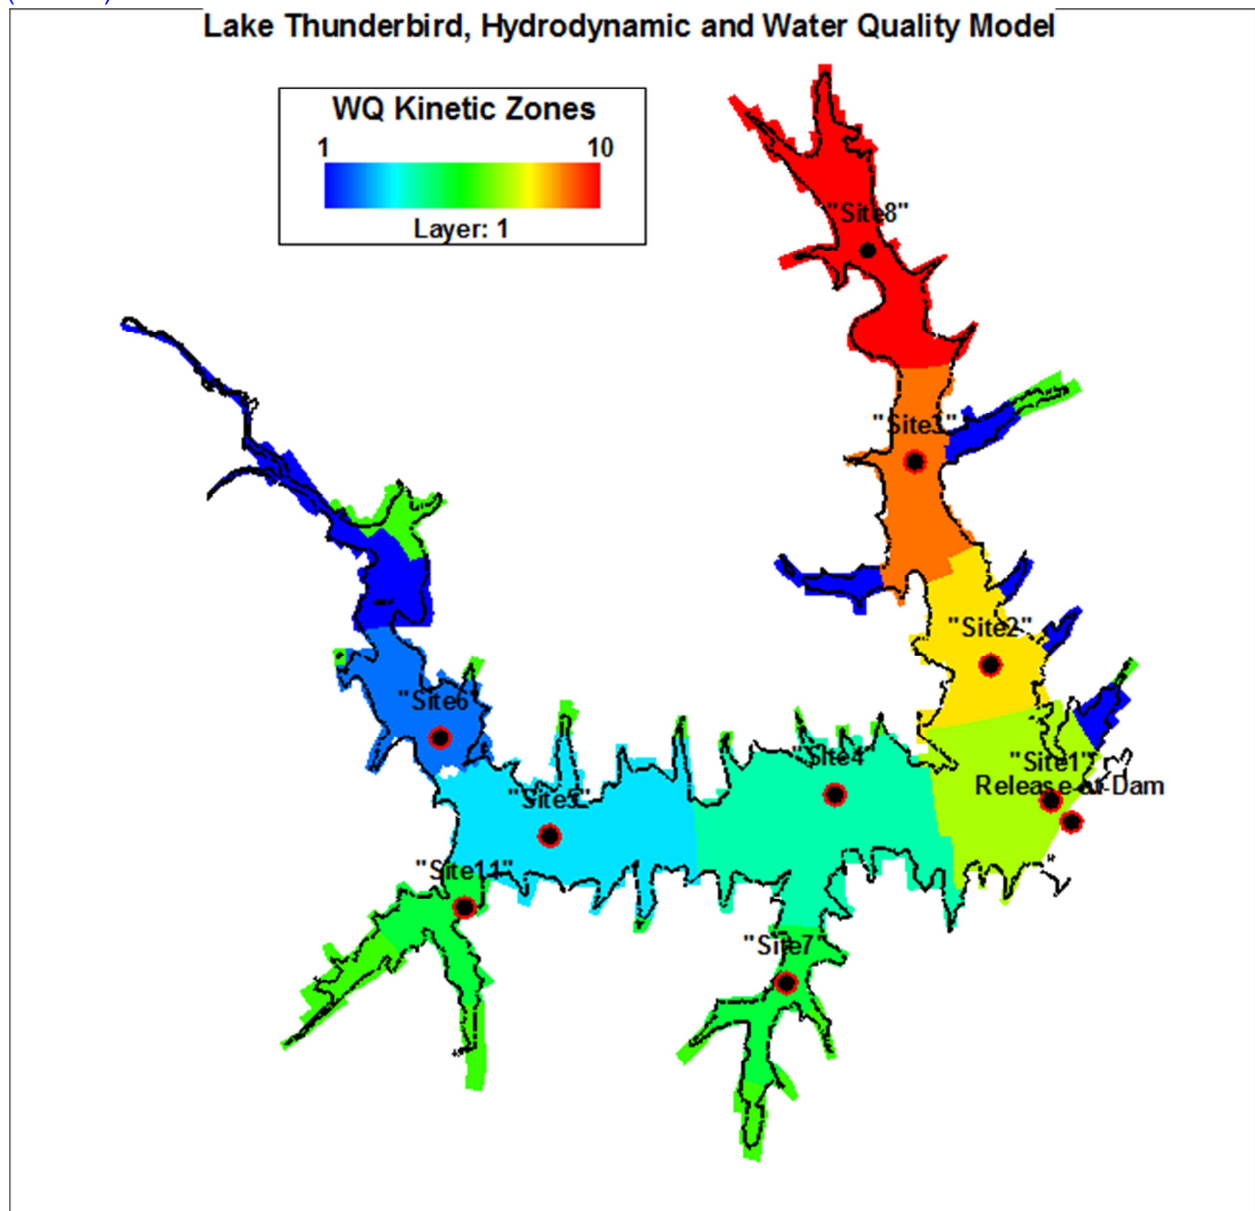 Lake Thunderbird, Hydrodynamic and Water Quality Model
WQ Kinetic Zones
1 10
Layer: 1
"Site8"
"Site3"
"Site2"
"Site6"
"Site1"
"Site4"
Release-at-Dam
"Site5"
"Site11"
"Site7"